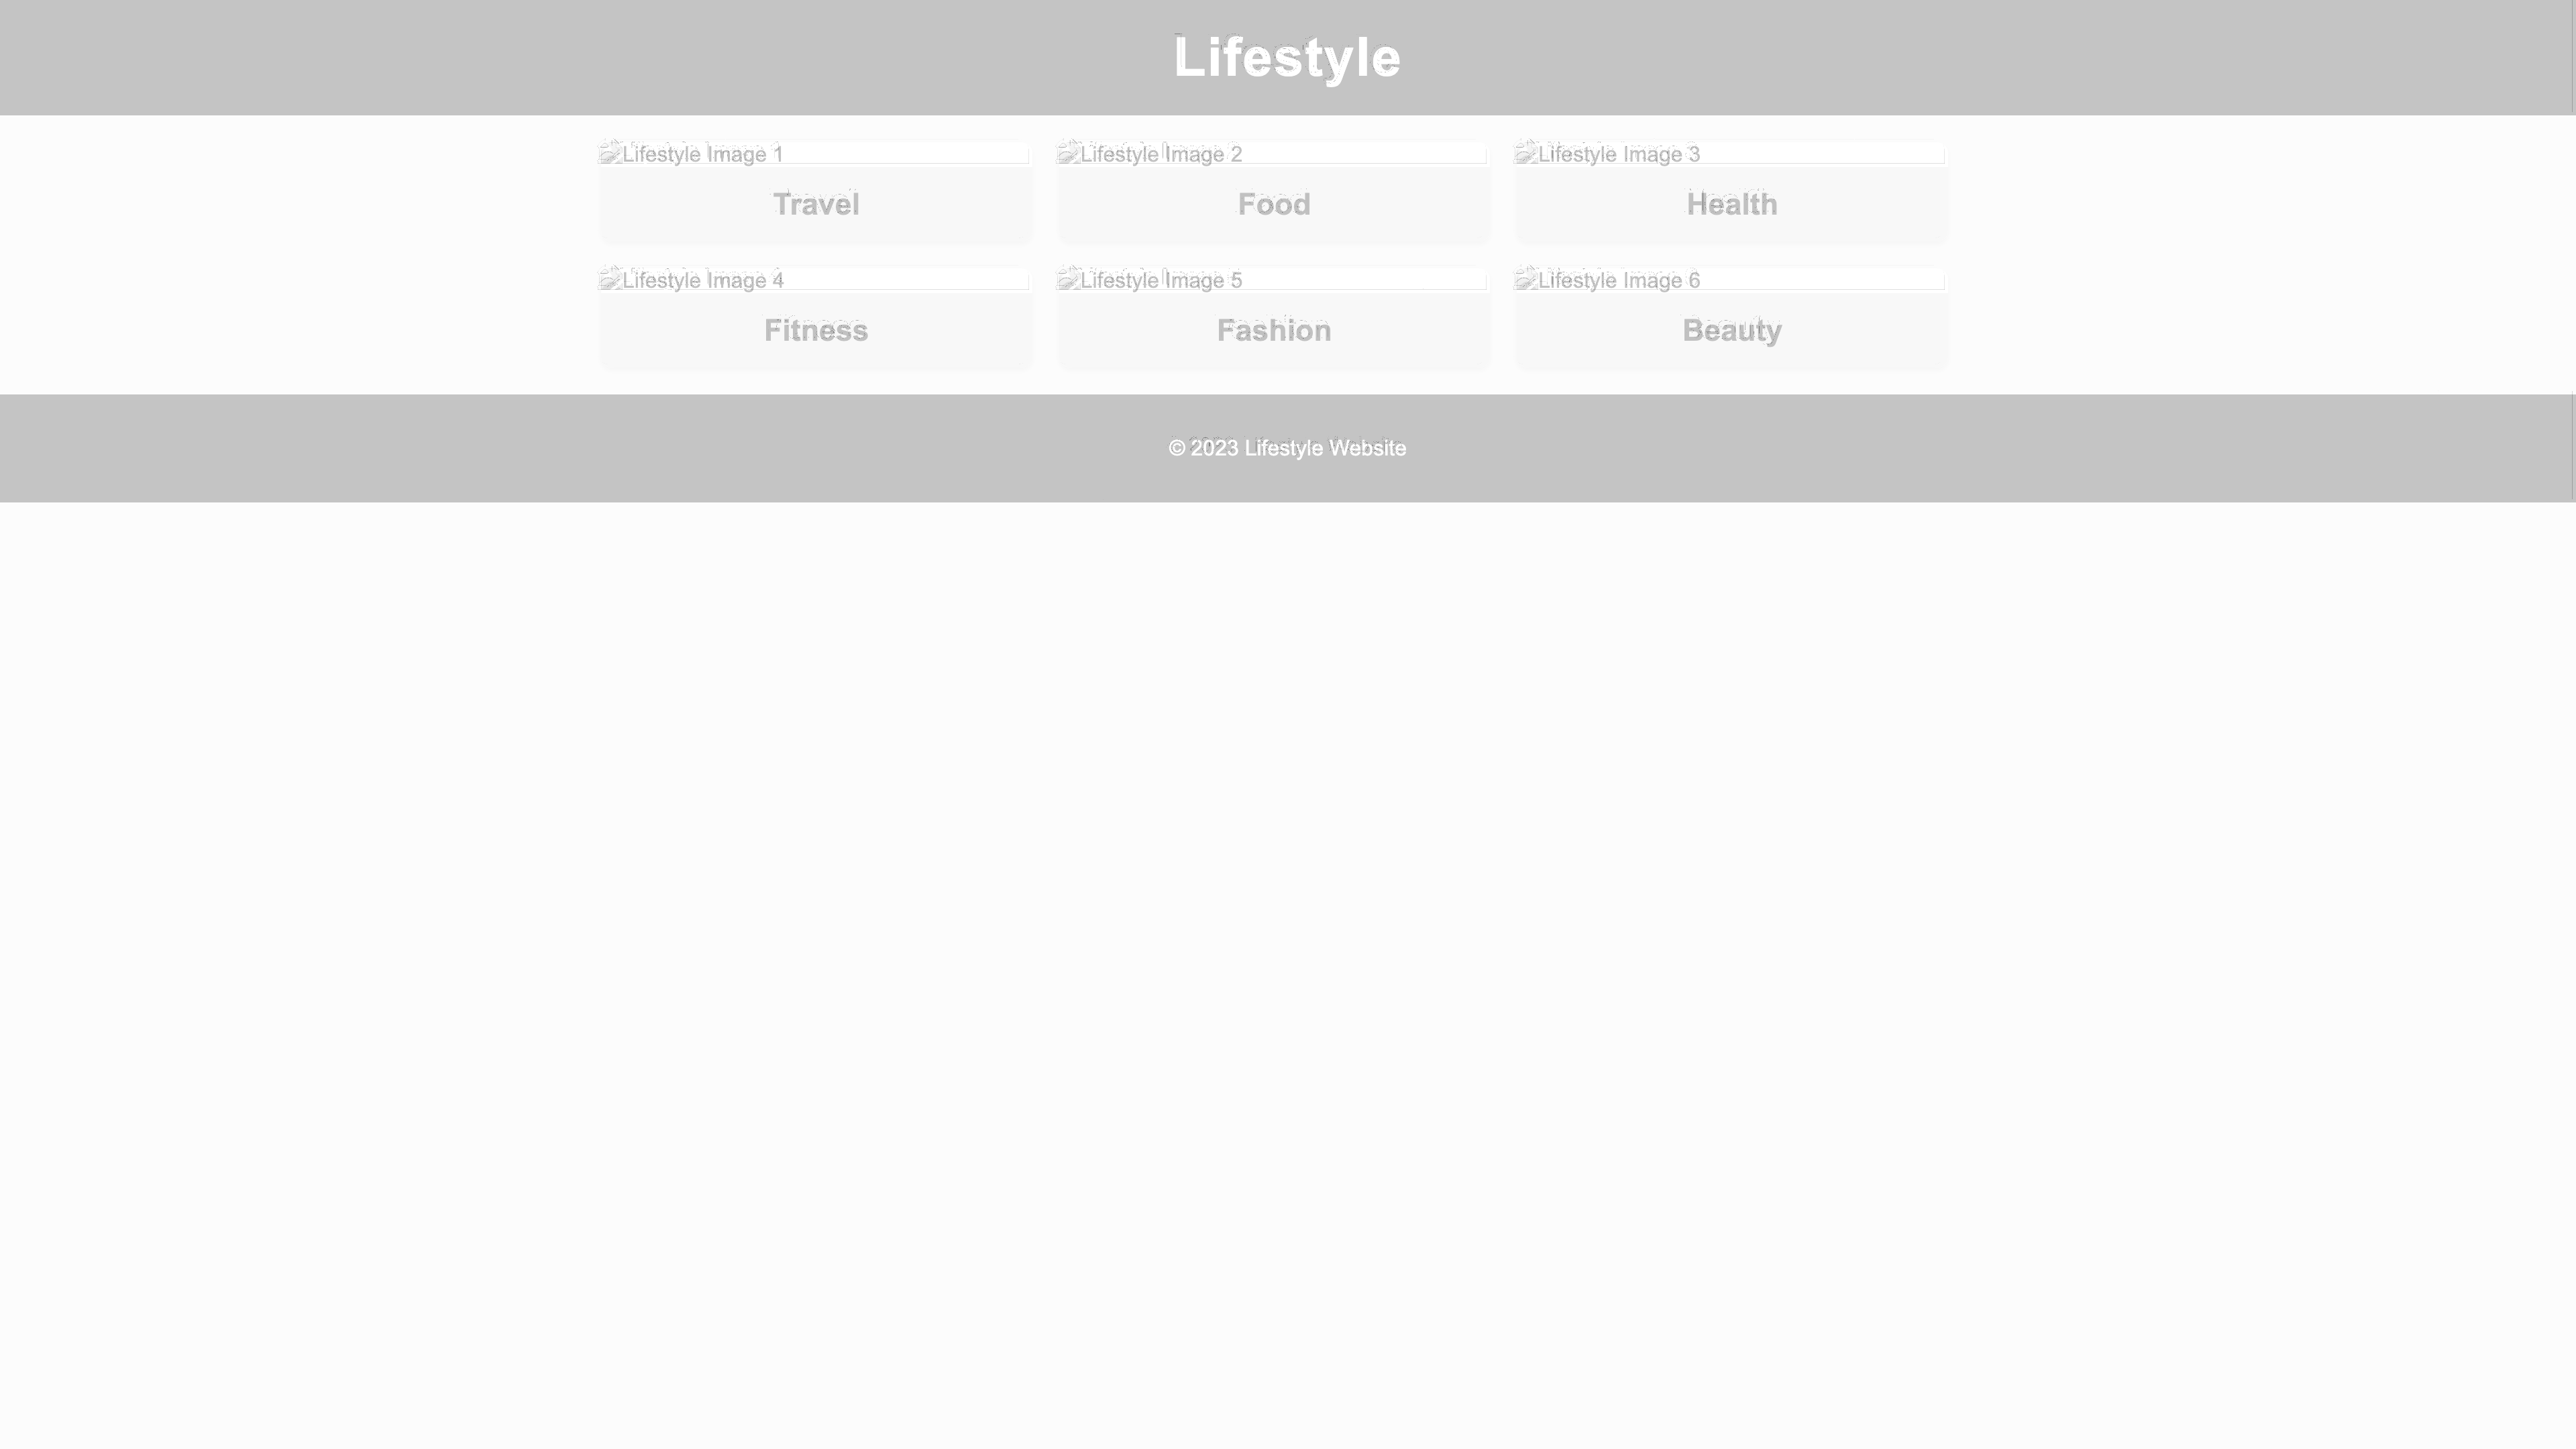 Lifestyle
Lifestyle Image 1
Lifestyle Image 2
Lifestyle Image 3
Travel
Food
Health
Lifestyle Image 4
Lifestyle Image 5
Lifestyle Image 6
Fitness
Fashion
Beauty
© 2023 Lifestyle Website